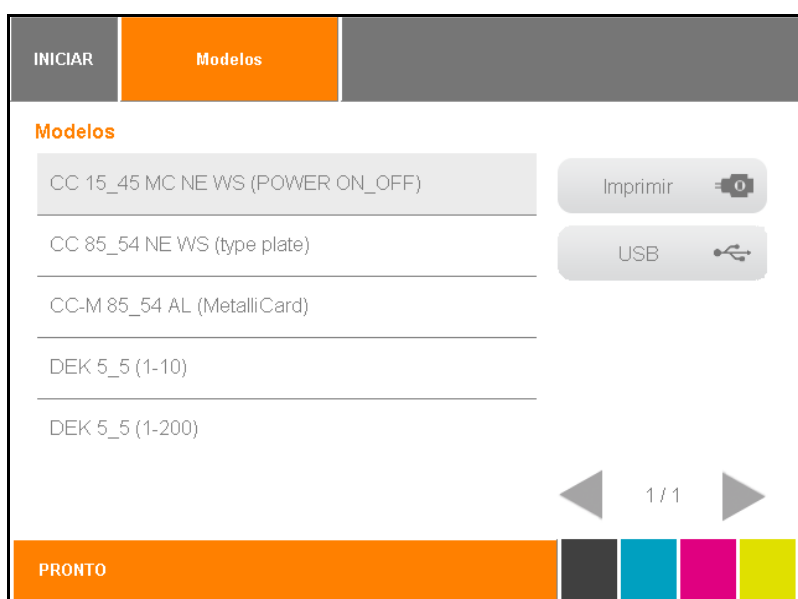 INICIAR
Modelos
Modelos
CC 15_45 MC NE WS (POWER ON_OFF)
Imprimir
CC 85_54 NE WS (type plate)
USB
CC-M 85_54 AL (MetalliCard)
DEK 5_5 (1-10)
DEK 5_5 (1-200)
1 / 1
PRONTO